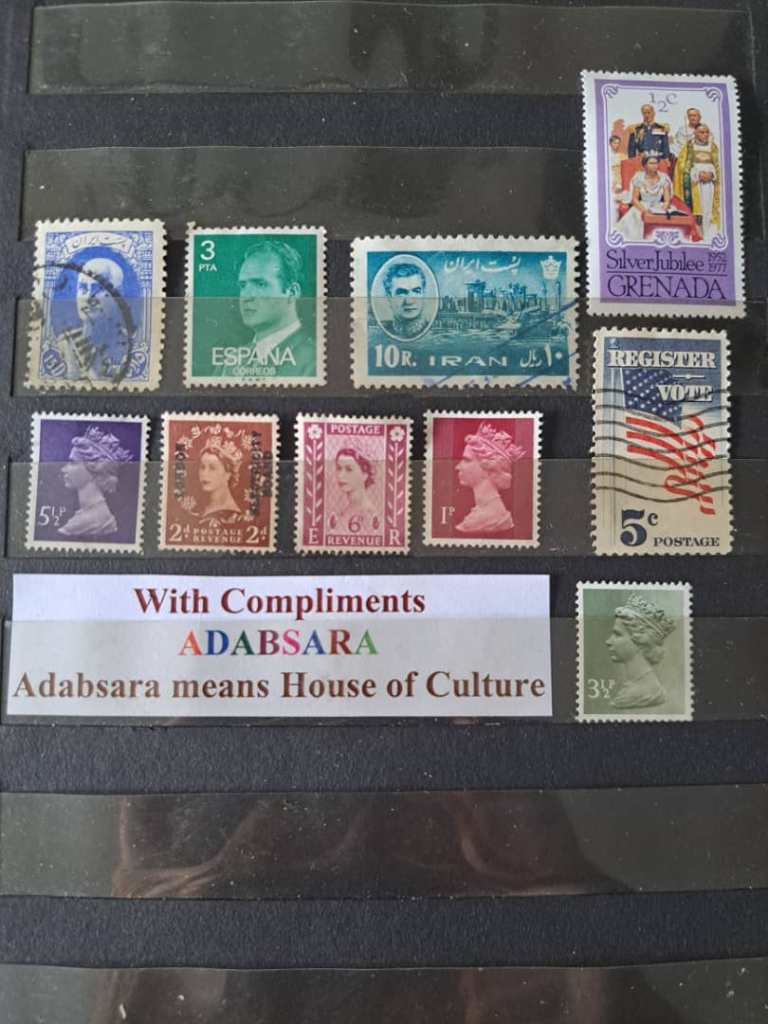 ½c
Silver Jubilee 1952 1977
GRENADA
پست ایران
3
PTA
ESPAÑA
CORREOS
پست ایران
10 R. IRAN ریال ۱۰
REGISTER
VOTE
5c POSTAGE
5½P
2d POSTAGE 2d
REVENUE
POSTAGE
6D
E REVENUE R
1P
With Compliments
ADABSARA
Adabsara means House of Culture
3½P